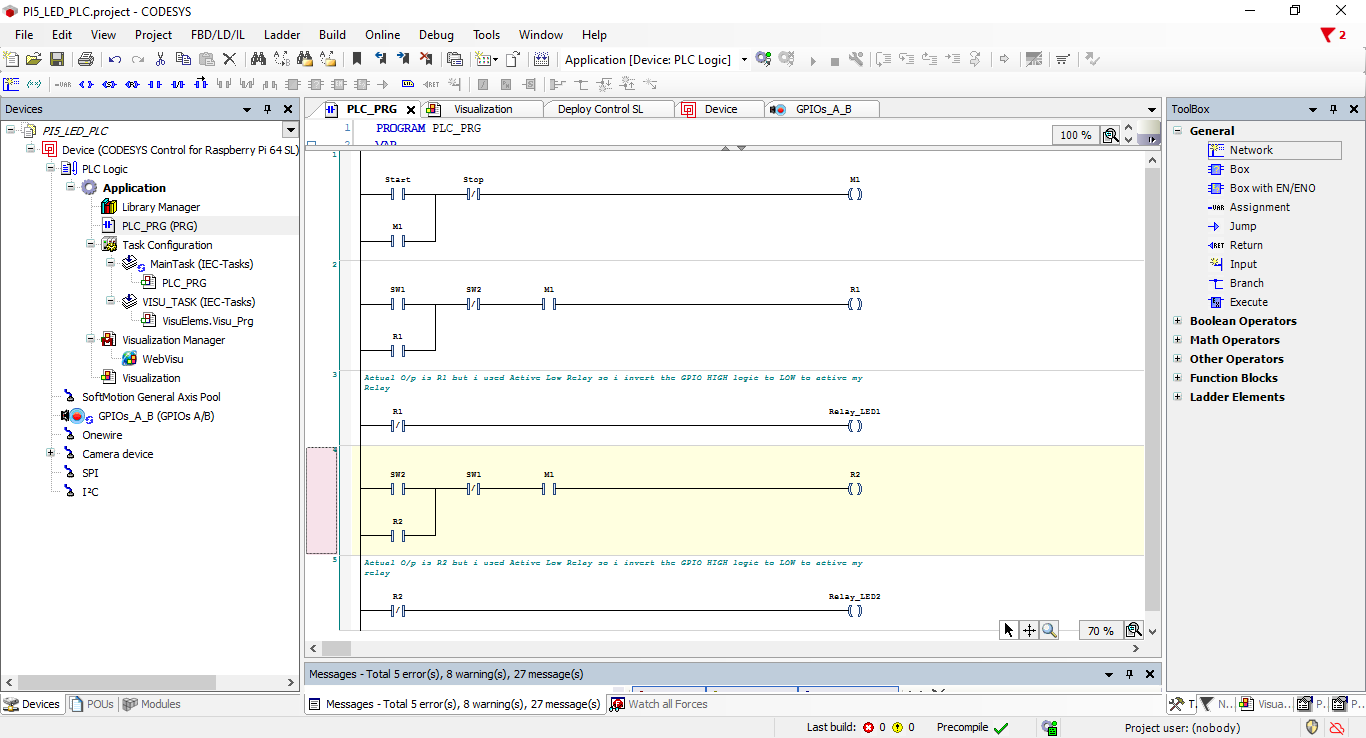 PI5_LED_PLC.project - CODESYS
File Edit View Project FBD/LD/IL Ladder Build Online Debug Tools Window Help
2
Application [Device: PLC Logic]
Devices
PI5_LED_PLC
Device (CODESYS Control for Raspberry Pi 64 SL)
PLC Logic
Application
Library Manager
PLC_PRG (PRG)
Task Configuration
MainTask (IEC-Tasks)
PLC_PRG
VISU_TASK (IEC-Tasks)
VisuElems.Visu_Prg
Visualization Manager
WebVisu
Visualization
SoftMotion General Axis Pool
GPIOs_A_B (GPIOs A/B)
Onewire
Camera device
SPI
I²C
Devices POUs Modules
PLC_PRG Visualization Deploy Control SL Device GPIOs_A_B
1 PROGRAM PLC_PRG
2 VAR
100 %
1
Start Stop M1
M1
2
SW1 SW2 M1 R1
R1
3
Actual O/p is R1 but i used Active Low Relay so i invert the GPIO HIGH logic to LOW to active my
Relay
R1 Relay_LED1
4
SW2 SW1 M1 R2
R2
5
Actual O/p is R2 but i used Active Low Relay so i invert the GPIO HIGH logic to LOW to active my
relay
R2 Relay_LED2
70 %
Messages - Total 5 error(s), 8 warning(s), 27 message(s)
Messages - Total 5 error(s), 8 warning(s), 27 message(s) Watch all Forces
ToolBox
General
Network
Box
Box with EN/ENO
Assignment
Jump
Return
Input
Branch
Execute
Boolean Operators
Math Operators
Other Operators
Function Blocks
Ladder Elements
T. N... Visua... P. P...
Last build: 0 0 Precompile Project user: (nobody)